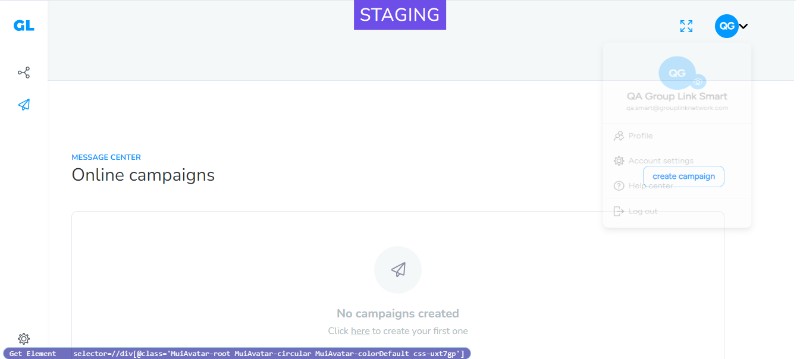 STAGING
GL
QG
QG
QA Group Link Smart
qa.smart@grouplinknetwork.com
Profile
Account settings
create campaign
Help center
Log out
MESSAGE CENTER
Online campaigns
No campaigns created
Click here to create your first one
Get Element selector=//div[@class='MuiAvatar-root MuiAvatar-circular MuiAvatar-colorDefault css-uxt7gp']